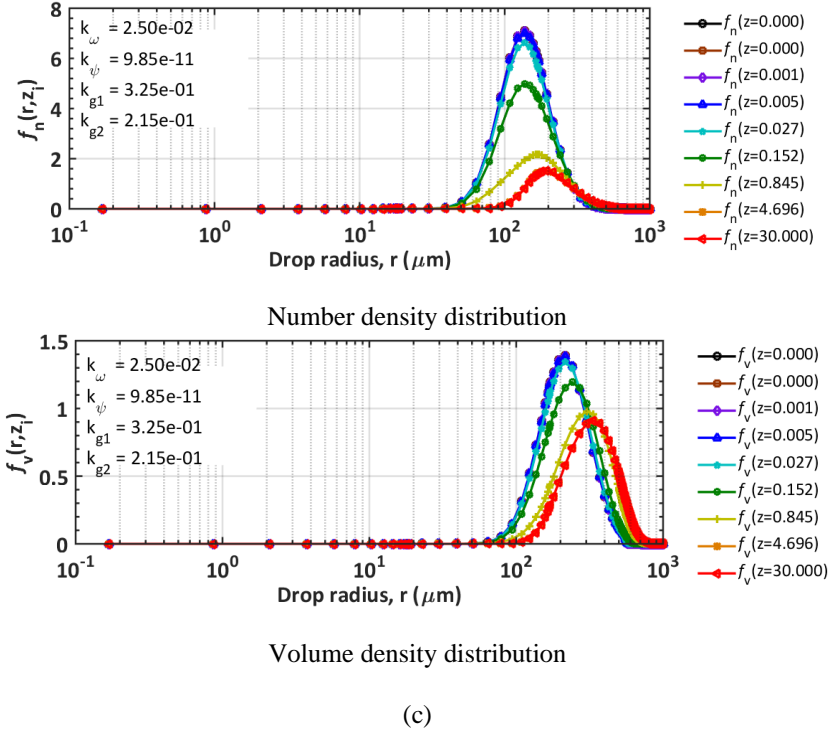 8
6
4
2
0
f_n(r,z_i)
k_ω = 2.50e-02
k_ψ = 9.85e-11
k_g1 = 3.25e-01
k_g2 = 2.15e-01
10^-1 10^0 10^1 10^2 10^3
Drop radius, r (μm)
f_n(z=0.000)
f_n(z=0.000)
f_n(z=0.001)
f_n(z=0.005)
f_n(z=0.027)
f_n(z=0.152)
f_n(z=0.845)
f_n(z=4.696)
f_n(z=30.000)
Number density distribution
1.5
1
0.5
0
f_v(r,z_i)
k_ω = 2.50e-02
k_ψ = 9.85e-11
k_g1 = 3.25e-01
k_g2 = 2.15e-01
10^-1 10^0 10^1 10^2 10^3
Drop radius, r (μm)
f_v(z=0.000)
f_v(z=0.000)
f_v(z=0.001)
f_v(z=0.005)
f_v(z=0.027)
f_v(z=0.152)
f_v(z=0.845)
f_v(z=4.696)
f_v(z=30.000)
Volume density distribution
(c)